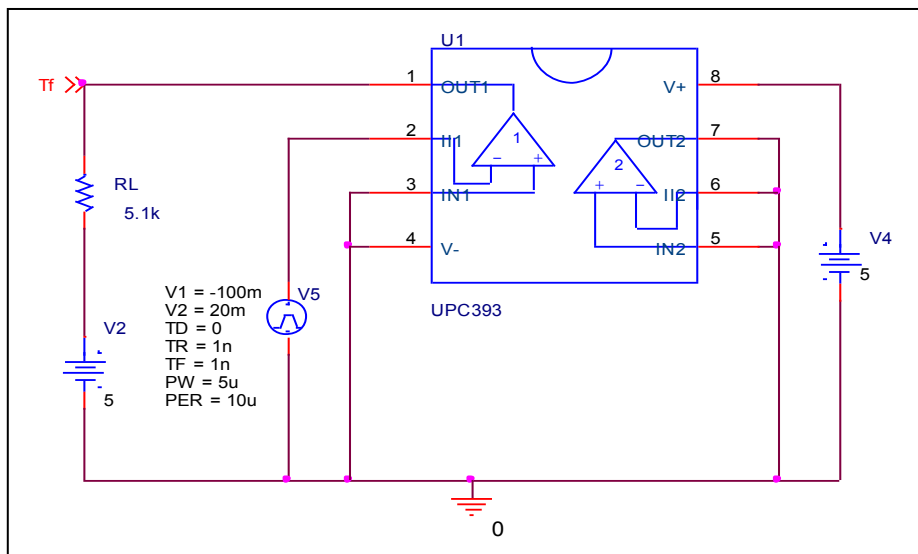 U1
Tf
1
OUT1
V+
8
2
II1
1
OUT2
7
RL
5.1k
3
IN1
2
II2
6
4
V-
IN2
5
V4
5
V1 = -100m
V2 = 20m
TD = 0
TR = 1n
TF = 1n
PW = 5u
PER = 10u
V5
UPC393
V2
5
0